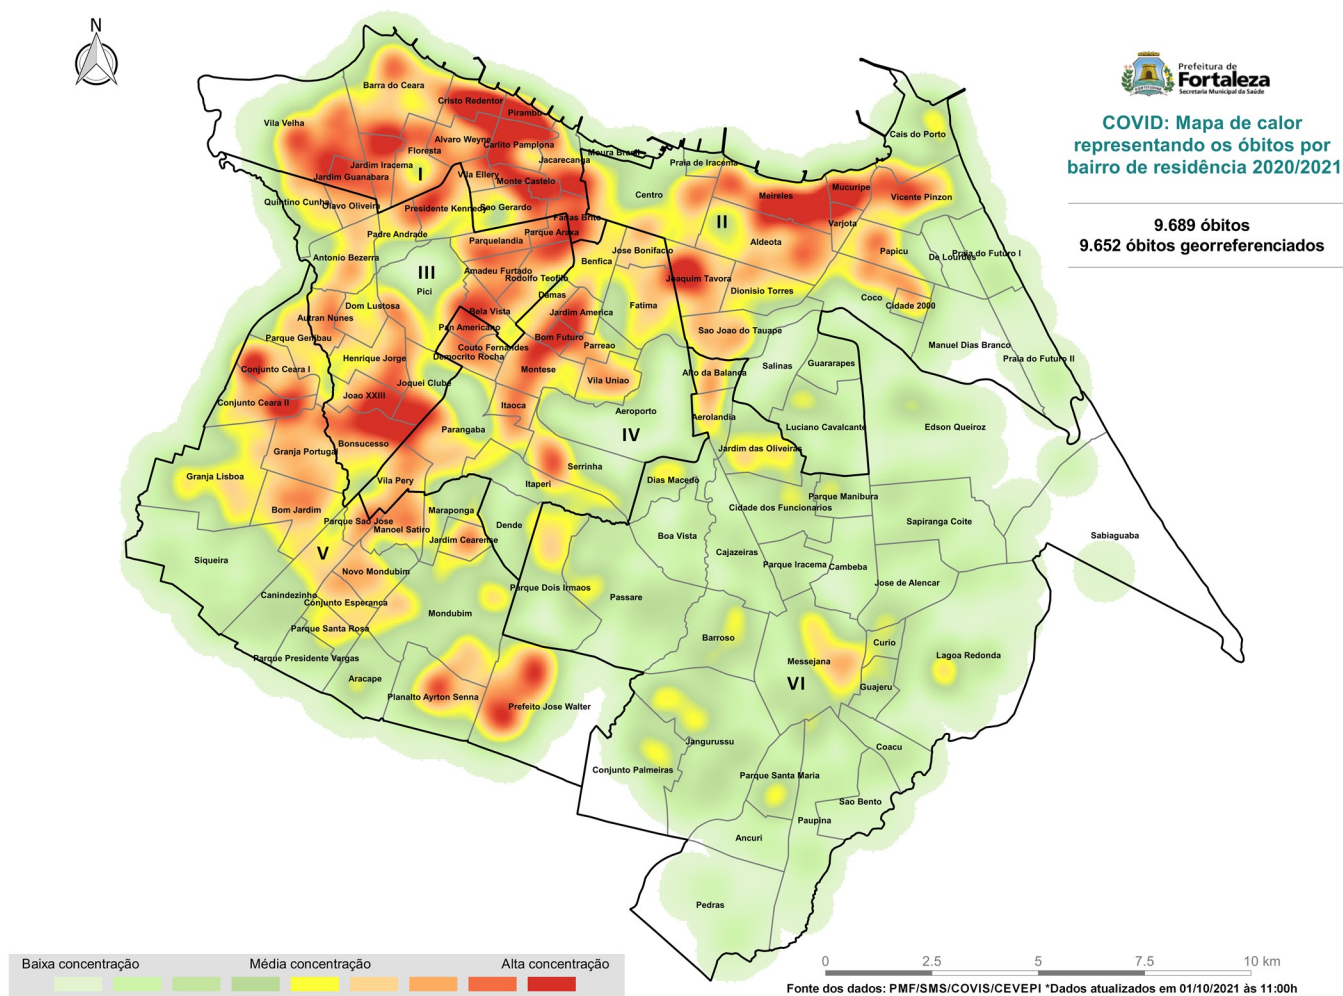 N
Prefeitura de
Fortaleza
Secretaria Municipal da Saúde
COVID: Mapa de calor
representando os óbitos por
bairro de residência 2020/2021
9.689 óbitos
9.652 óbitos georreferenciados
Barra do Ceara
Cristo Redentor
Pirambu
Vila Velha
Cais do Porto
Alvaro Weyne
Carlito Pamplona
Floresta
Moura Brasil
Jacarecanga
Praia de Iracema
Jardim Iracema
I
Jardim Guanabara
Vila Ellery
Monte Castelo
Centro
Meireles
Mucuripe
Vicente Pinzon
Quintino Cunha
Olavo Oliveira
Presidente Kennedy
Sao Gerardo
Farias Brito
II
Varjota
Padre Andrade
Parquelandia
Parque Araxa
Aldeota
Antonio Bezerra
Jose Bonifacio
Papicu
De Lourdes
Praia do Futuro I
Benfica
III
Amadeu Furtado
Rodolfo Teofilo
Joaquim Tavora
Pici
Damas
Dionisio Torres
Coco
Cidade 2000
Dom Lustosa
Bela Vista
Jardim America
Fatima
Autran Nunes
Pan Americano
Sao Joao do Tauape
Parque Genibau
Bom Futuro
Couto Fernandes
Parreao
Manuel Dias Branco
Democrito Rocha
Henrique Jorge
Praia do Futuro II
Conjunto Ceara I
Montese
Salinas
Guararapes
Alto da Balanca
Joquei Clube
Vila Uniao
Joao XXIII
Conjunto Ceara II
Itaoca
Aeroporto
Aerolandia
Parangaba
IV
Luciano Cavalcante
Edson Queiroz
Bonsucesso
Granja Portugal
Jardim das Oliveiras
Serrinha
Granja Lisboa
Vila Pery
Itaperi
Dias Macedo
Parque Manibura
Bom Jardim
Maraponga
Cidade dos Funcionarios
Parque Sao Jose
Manoel Satiro
Dende
Sapiranga Coite
Jardim Cearense
Boa Vista
Sabiaguaba
V
Cajazeiras
Siqueira
Novo Mondubim
Parque Iracema
Cambeba
Jose de Alencar
Canindezinho
Conjunto Esperanca
Parque Dois Irmaos
Passare
Mondubim
Parque Santa Rosa
Barroso
Curio
Parque Presidente Vargas
Messejana
Lagoa Redonda
Aracape
VI
Guajeru
Planalto Ayrton Senna
Prefeito Jose Walter
Jangurussu
Coacu
Conjunto Palmeiras
Parque Santa Maria
Sao Bento
Paupina
Ancuri
Pedras
Baixa concentração
Média concentração
Alta concentração
0 2.5 5 7.5 10 km
Fonte dos dados: PMF/SMS/COVIS/CEVEPI *Dados atualizados em 01/10/2021 às 11:00h